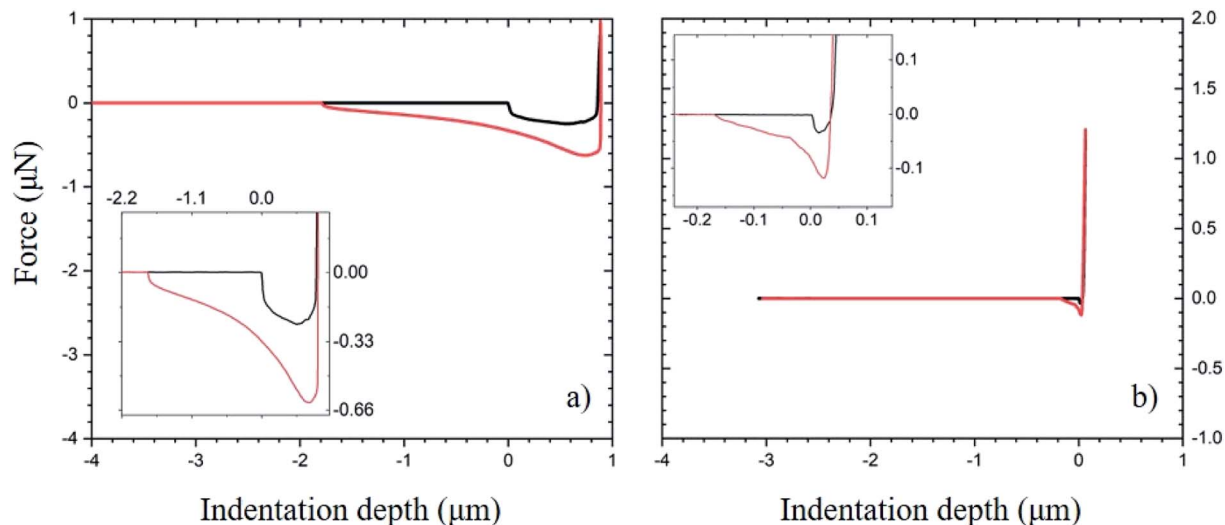 1
0
-1
-2
-3
-4
-4 -3 -2 -1 0 1
Force (μN)
Indentation depth (μm)
-2.2 -1.1 0.0
0.00
-0.33
-0.66
a)
2.0
1.5
1.0
0.5
0.0
-0.5
-1.0
-4 -3 -2 -1 0 1
Indentation depth (μm)
0.1
0.0
-0.1
-0.2 -0.1 0.0 0.1
b)